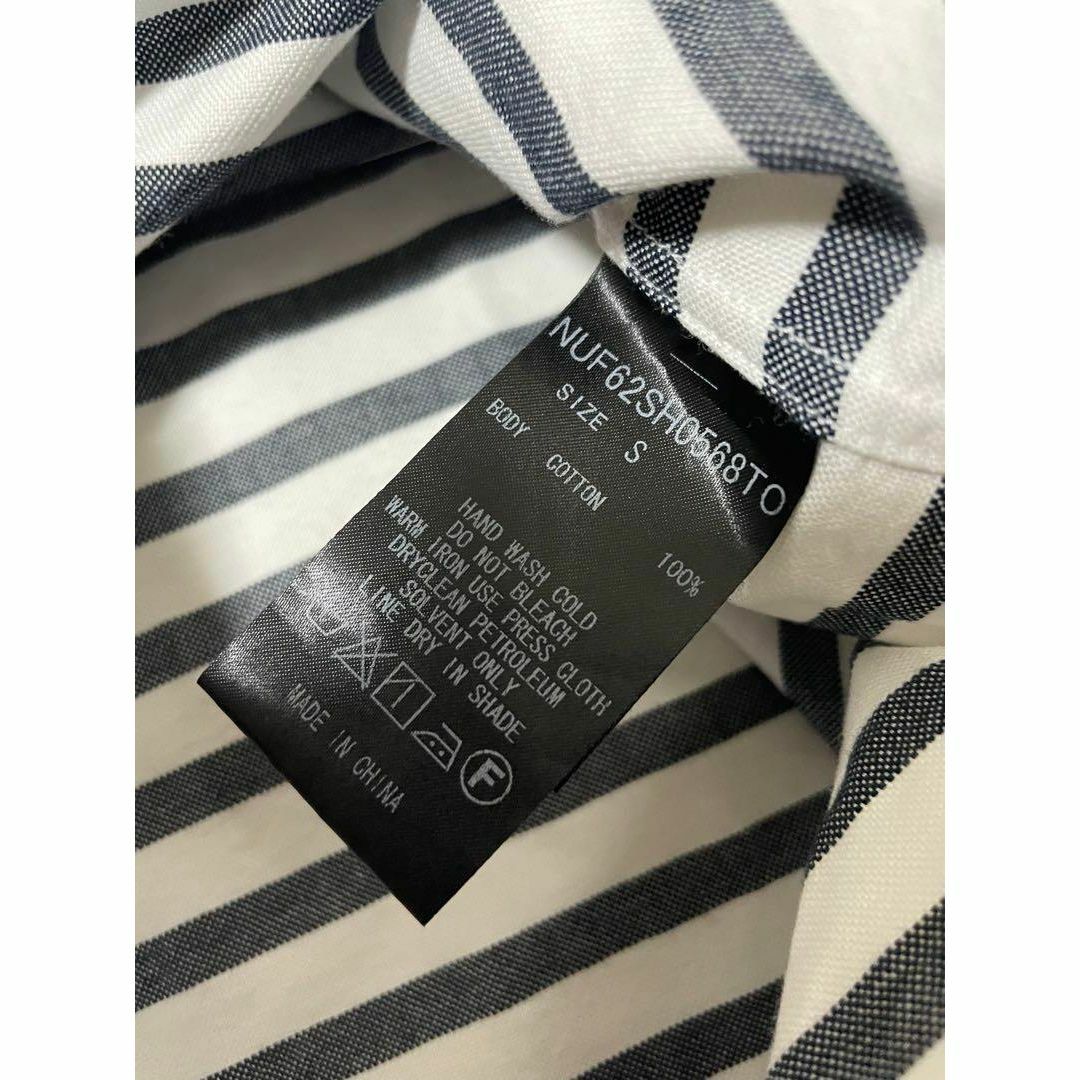 NUF62SH0568TO
SIZE S
BODY COTTON 100%
HAND WASH COLD
DO NOT BLEACH
WARM IRON USE PRESS CLOTH
DRYCLEAN PETROLEUM
SOLVENT ONLY
LINE DRY IN SHADE
F
MADE IN CHINA